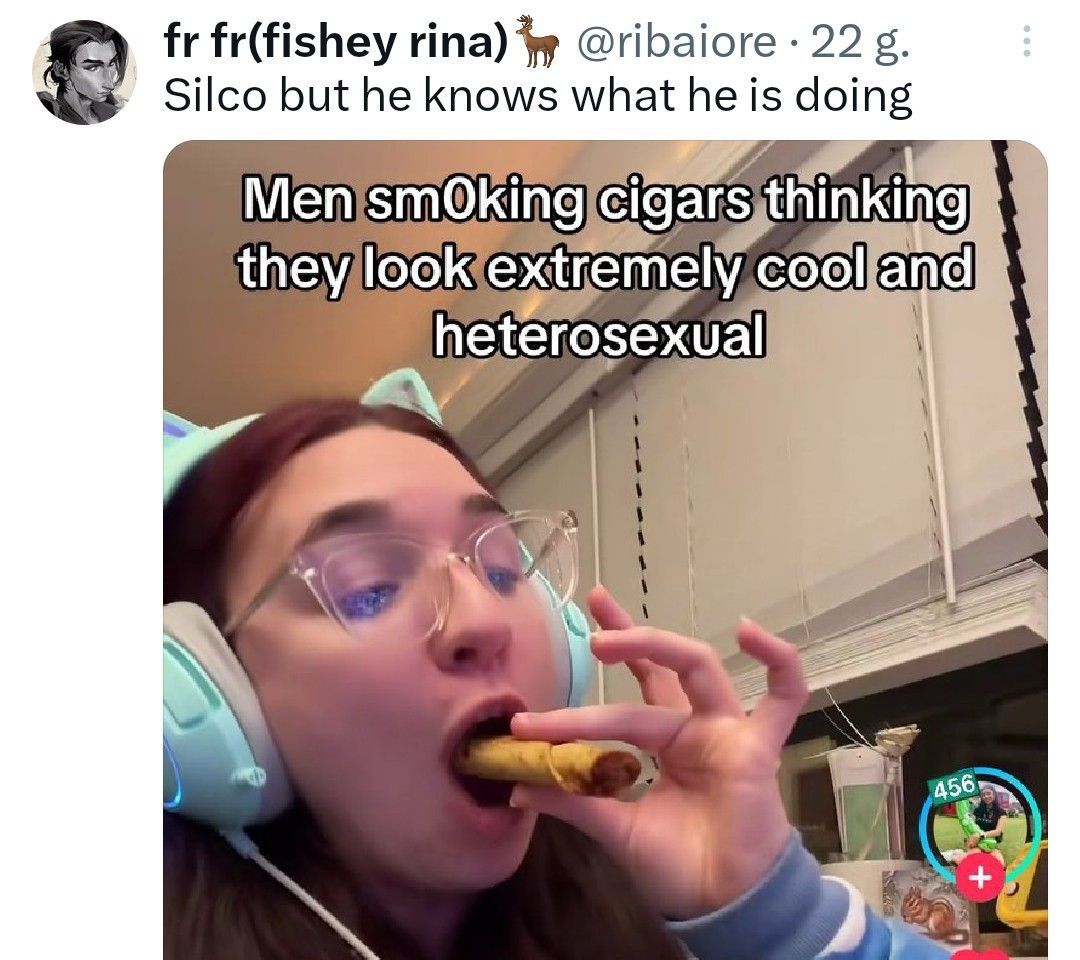 fr fr(fishey rina)🦌 @ribaiore · 22 g.
Silco but he knows what he is doing
Men sm0king cigars thinking
they look extremely cool and
heterosexual
456